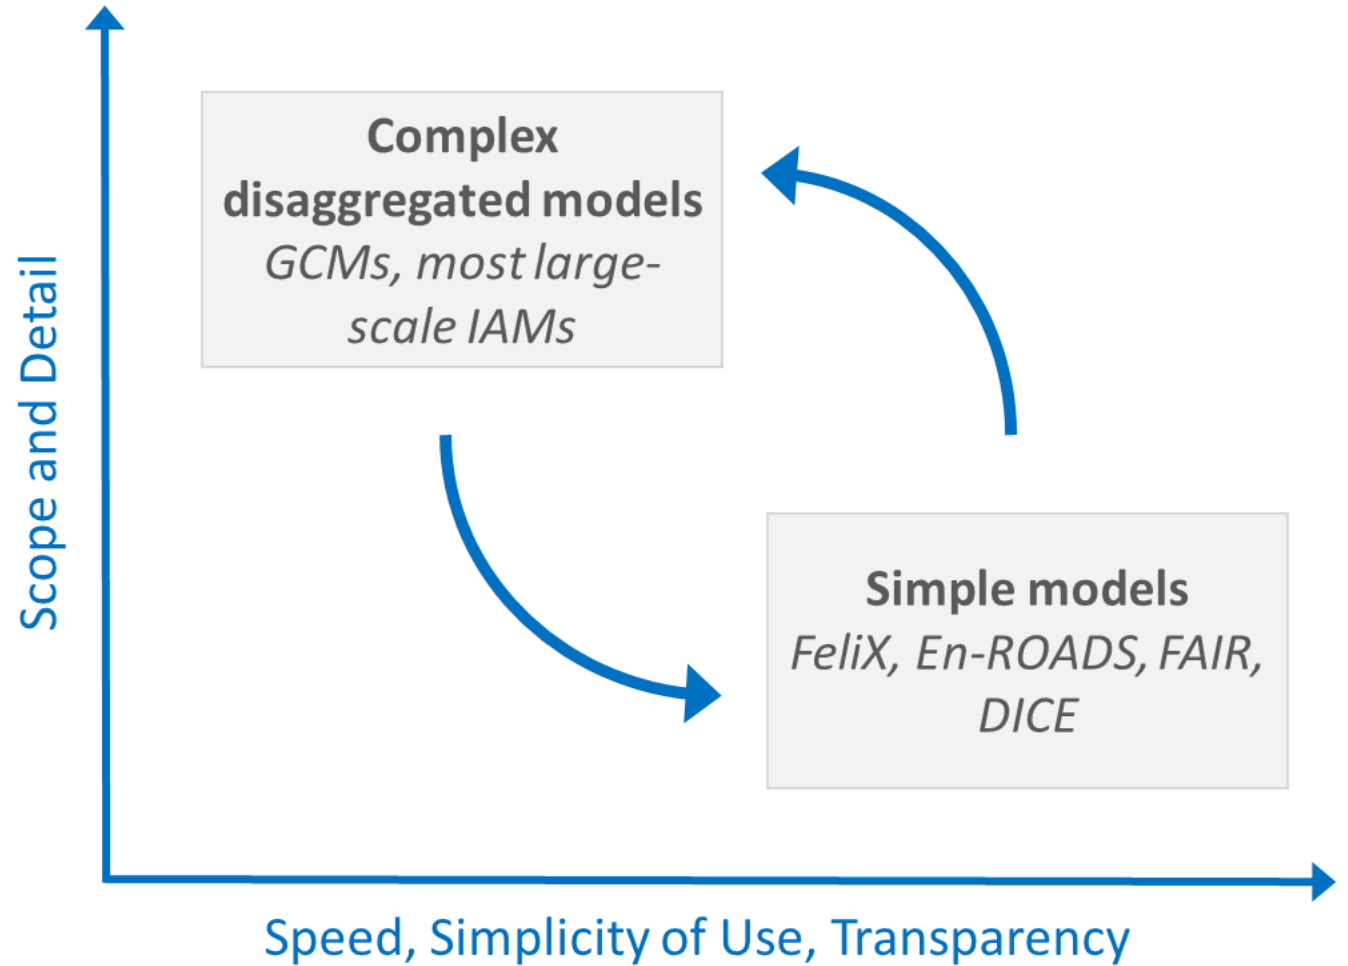 Scope and Detail
Complex
disaggregated models
GCMs, most large-
scale IAMs
Simple models
FeliX, En-ROADS, FAIR,
DICE
Speed, Simplicity of Use, Transparency